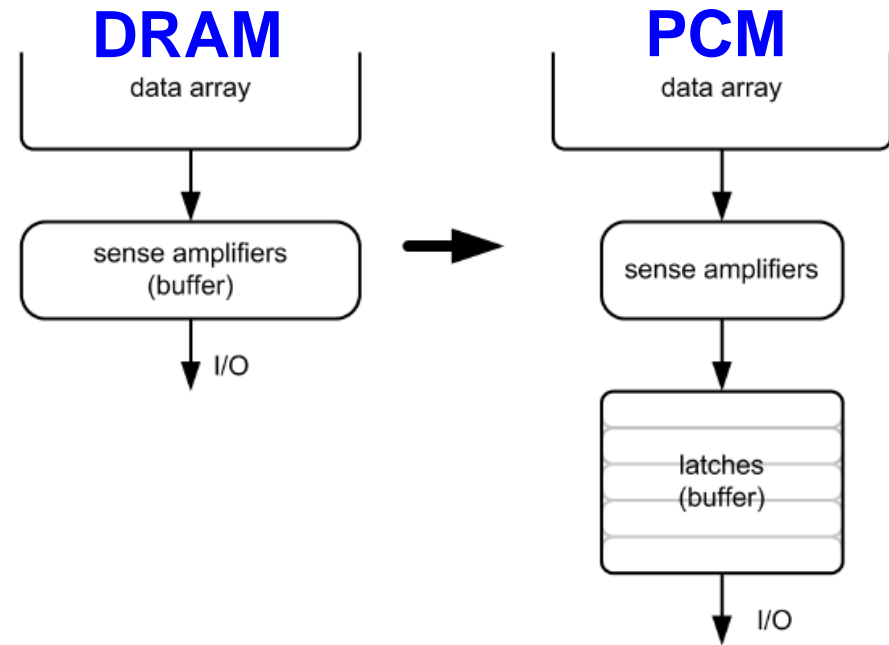 DRAM
data array
sense amplifiers
(buffer)
I/O
PCM
data array
sense amplifiers
latches
(buffer)
I/O